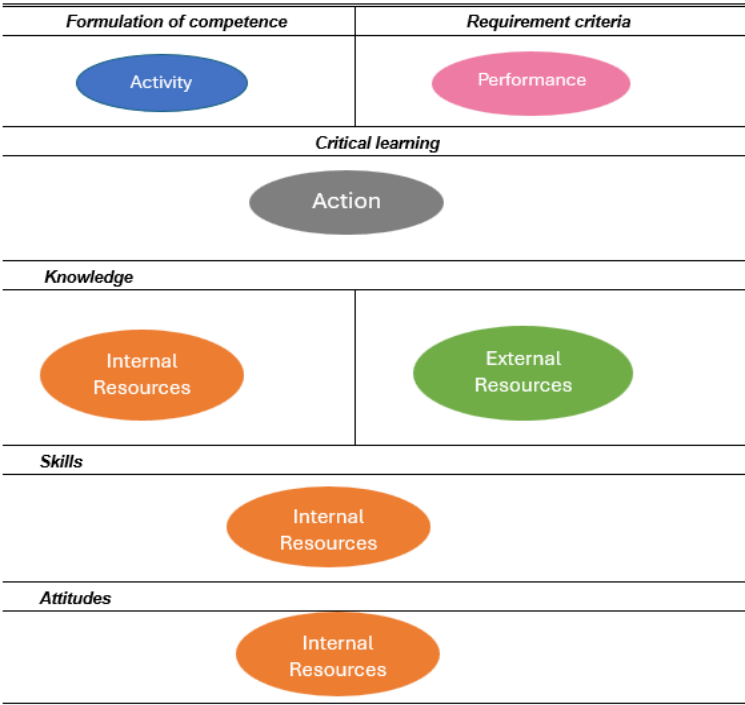 Formulation of competence
Requirement criteria
Activity
Performance
Critical learning
Action
Knowledge
Internal
Resources
External
Resources
Skills
Internal
Resources
Attitudes
Internal
Resources